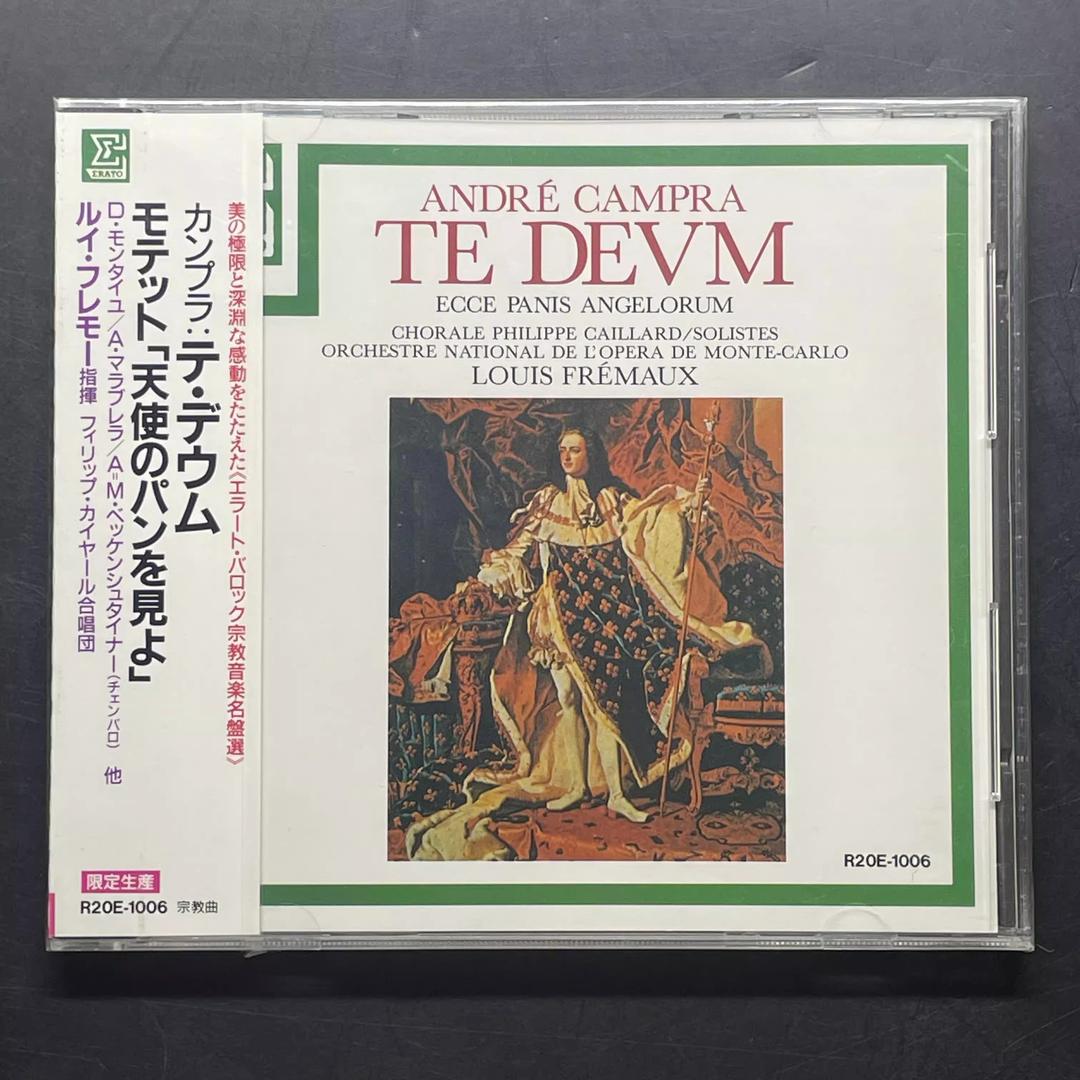 ΣRATO
美の極限と深淵な感動をたたえた《エラート・バロック宗教音楽名盤選》
カンプラ:テ・デウム
モテット「天使のパンを見よ」
D・モンタイユ/A・マラブレラ/A=M・ベッケンシュタイナー(チェンバロ) 他
ルイ・フレモー指揮 フィリップ・カイヤール合唱団
限定生産
R20E-1006 宗教曲
ANDRÉ CAMPRA
TE DEVM
ECCE PANIS ANGELORUM
CHORALE PHILIPPE CAILLARD/SOLISTES
ORCHESTRE NATIONAL DE L'OPERA DE MONTE-CARLO
LOUIS FRÉMAUX
R20E-1006